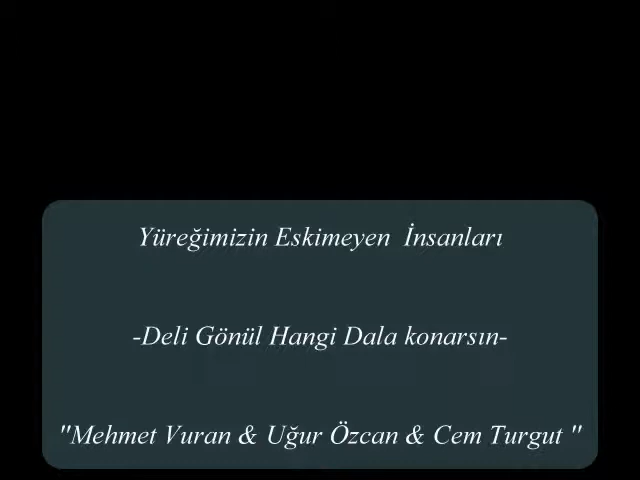 Yüreğimizin Eskimeyen İnsanları
-Deli Gönül Hangi Dala konarsın-
"Mehmet Vuran & Uğur Özcan & Cem Turgut "